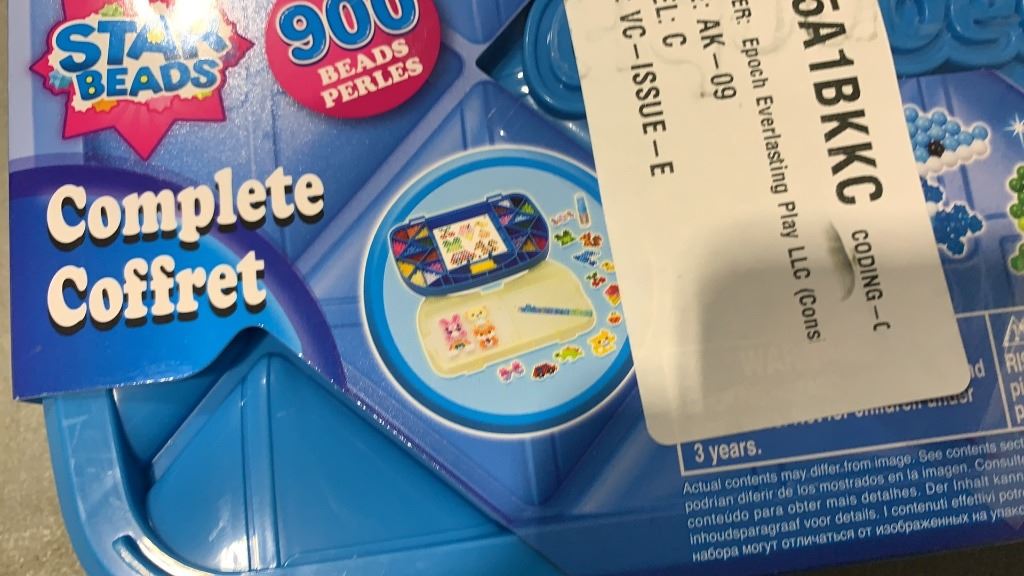 STAR
BEADS
900
BEADS
PERLES
Complete
Coffret
5A1BKKC
CODING-C
ER: Epoch Everlasting Play LLC (Cons
: AK-09
EL: C
: VC-ISSUE-E
3 years.
Actual contents may differ from image. See contents sect
podrían diferir de los mostrados en la imagen. Consulte
conteúdo para obter mais detalhes. Der Inhalt kann
inhoudsparagraaf voor details. I contenuti effettivi potre
набора могут отличаться от изображенных на упако